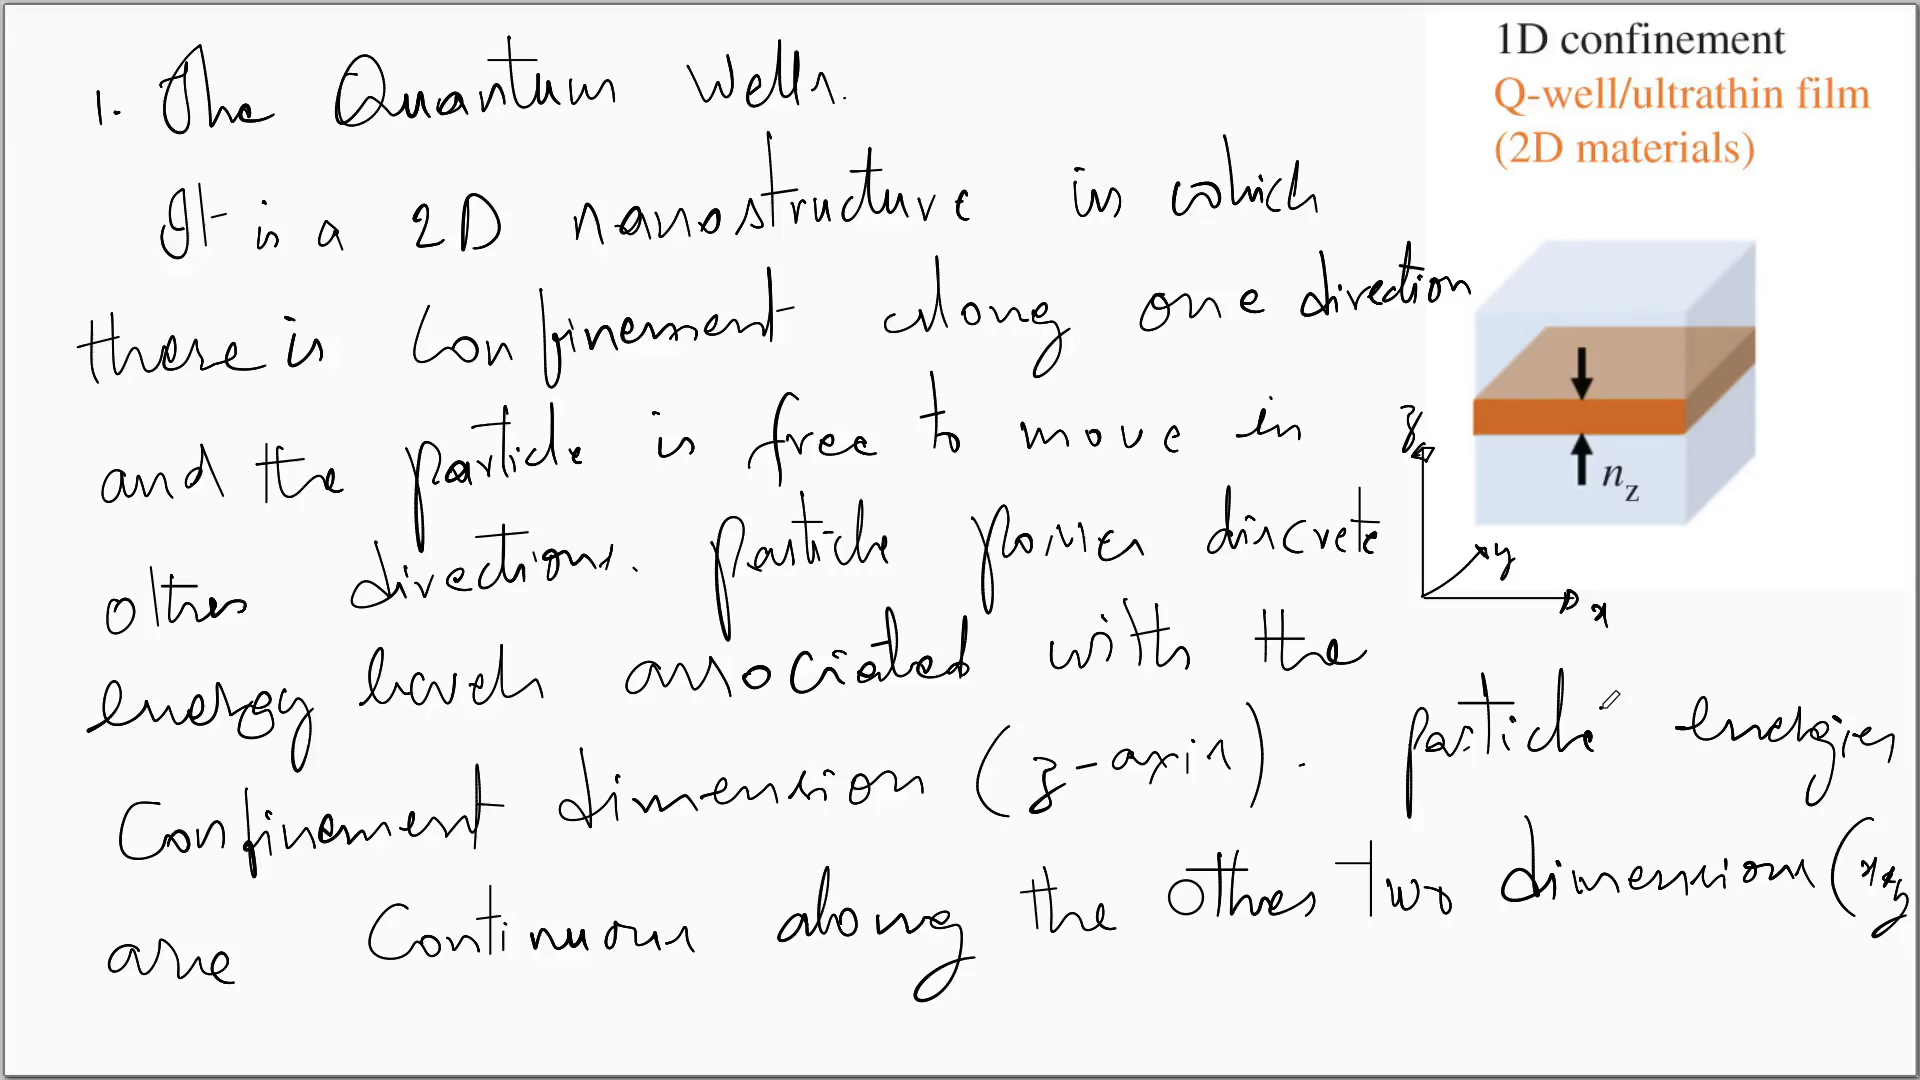 1. The Quantum Wells.
It is a 2D nanostructure in which
there is confinement along one direction
and the particle is free to move in
other directions. Particle posses discrete
energy levels associated with the
confinement dimension (z-axis). Particle energies
are continuous along the other two dimensions (x & y
1D confinement
Q-well/ultrathin film
(2D materials)
nz
z
y
x